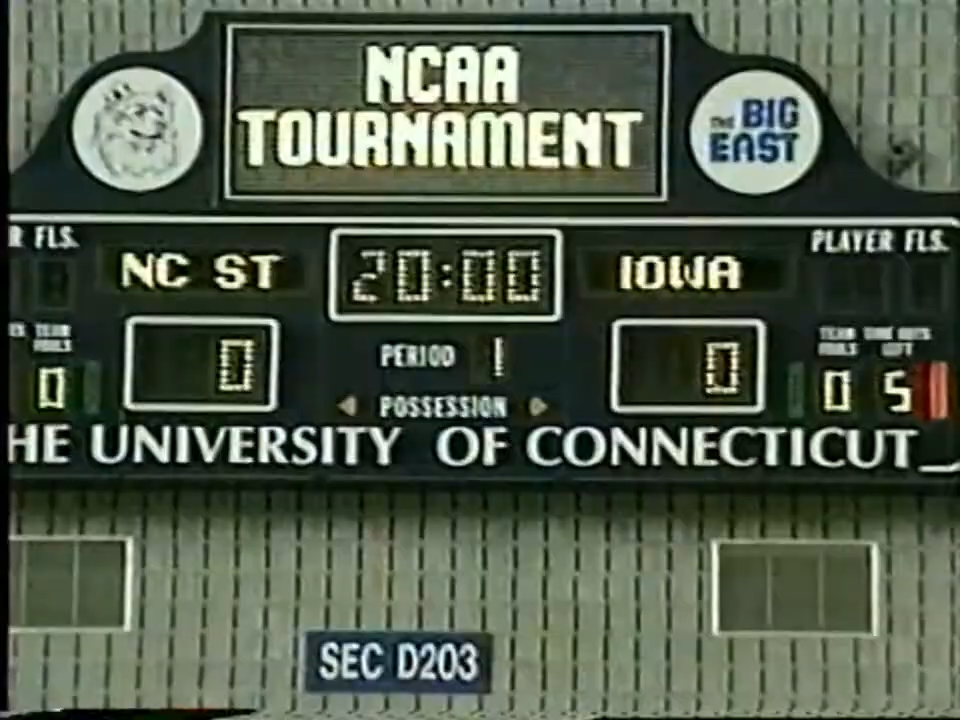 NCAA
TOURNAMENT
THE BIG
EAST
R FLS.
NC ST
20:00
IOWA
PLAYER FLS.
TEAM
FOULS
0
0
PERIOD 1
0
TEAM
FOULS
TIME OUTS
LEFT
0
5
POSSESSION
HE UNIVERSITY OF CONNECTICUT
SEC D203